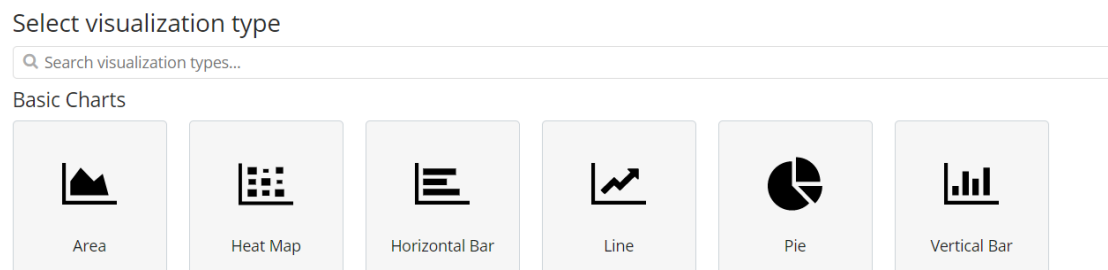 Select visualization type
Search visualization types...
Basic Charts
Area
Heat Map
Horizontal Bar
Line
Pie
Vertical Bar